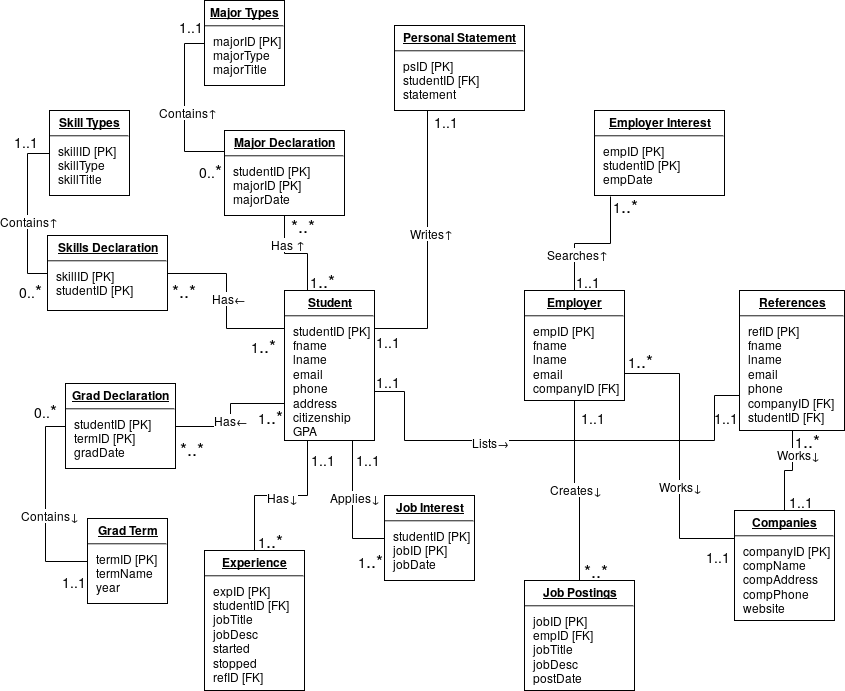 Major Types
majorID [PK]
majorType
majorTitle
1..1
Contains↑
0..*
Major Declaration
studentID [PK]
majorID [PK]
majorDate
*..*
Has ↑
1..*
Personal Statement
psID [PK]
studentID [FK]
statement
1..1
Writes↑
1..1
Skill Types
skillID [PK]
skillType
skillTitle
1..1
Contains↑
0..*
Skills Declaration
skillID [PK]
studentID [PK]
*..*
Has←
1..*
Employer Interest
empID [PK]
studentID [PK]
empDate
1..*
Searches↑
1..1
Student
studentID [PK]
fname
lname
email
phone
address
citizenship
GPA
Employer
empID [PK]
fname
lname
email
companyID [FK]
1..*
References
refID [PK]
fname
lname
email
phone
companyID [FK]
studentID [FK]
1..1
Lists→
1..1
Grad Declaration
studentID [PK]
termID [PK]
gradDate
0..*
*..*
Has←
1..*
Contains↓
1..1
Grad Term
termID [PK]
termName
year
1..1
Has↓
1..*
Experience
expID [PK]
studentID [FK]
jobTitle
jobDesc
started
stopped
refID [FK]
1..1
Applies↓
1..*
Job Interest
studentID [PK]
jobID [PK]
jobDate
1..1
Creates↓
*..*
Job Postings
jobID [PK]
empID [FK]
jobTitle
jobDesc
postDate
Works↓
1..1
1..*
Works↓
1..1
Companies
companyID [PK]
compName
compAddress
compPhone
website